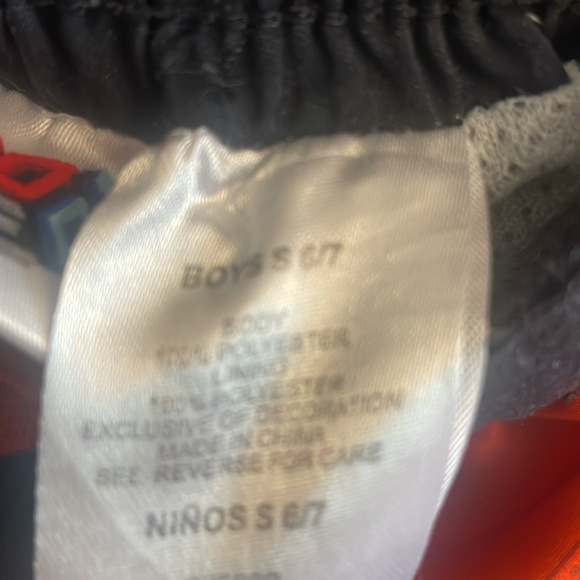 BOYS S 6/7
BODY
100% POLYESTER
LINING
100% POLYESTER
EXCLUSIVE OF DECORATION
MADE IN CHINA
SEE REVERSE FOR CARE
NIÑOS S 6/7